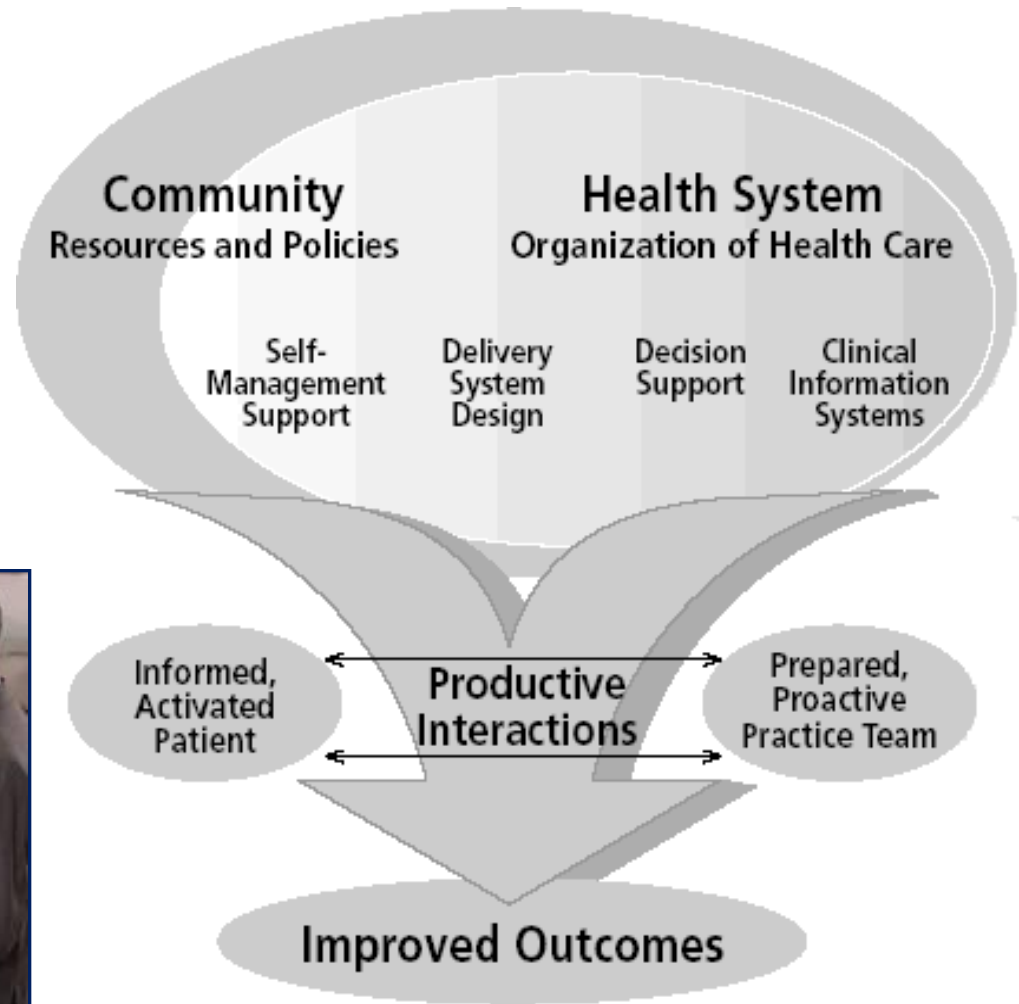 Community
Resources and Policies
Health System
Organization of Health Care
Self-
Management
Support
Delivery
System
Design
Decision
Support
Clinical
Information
Systems
Informed,
Activated
Patient
Productive
Interactions
Prepared,
Proactive
Practice Team
Improved Outcomes